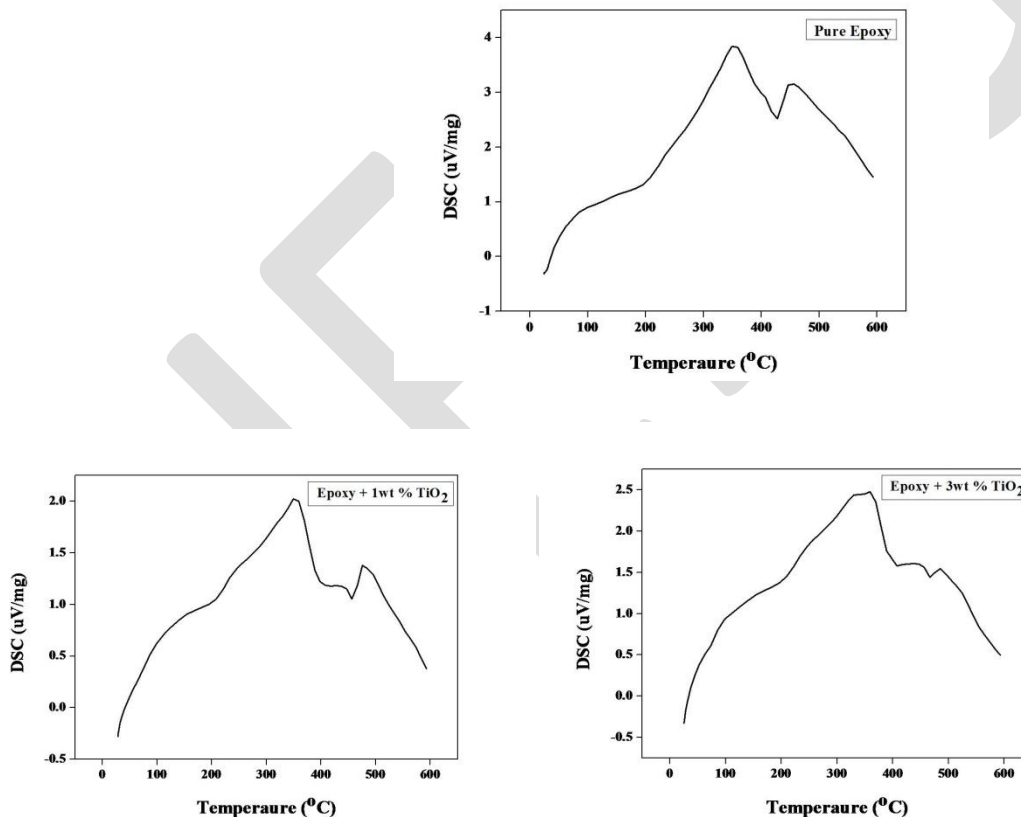 Pure Epoxy
4
3
2
1
0
-1
DSC (uV/mg)
0 100 200 300 400 500 600
Temperaure (⁰C)
Epoxy + 1wt % TiO₂
2.0
1.5
1.0
0.5
0.0
-0.5
DSC (uV/mg)
0 100 200 300 400 500 600
Temperaure (⁰C)
Epoxy + 3wt % TiO₂
2.5
2.0
1.5
1.0
0.5
0.0
-0.5
DSC (uV/mg)
0 100 200 300 400 500 600
Temperaure (⁰C)